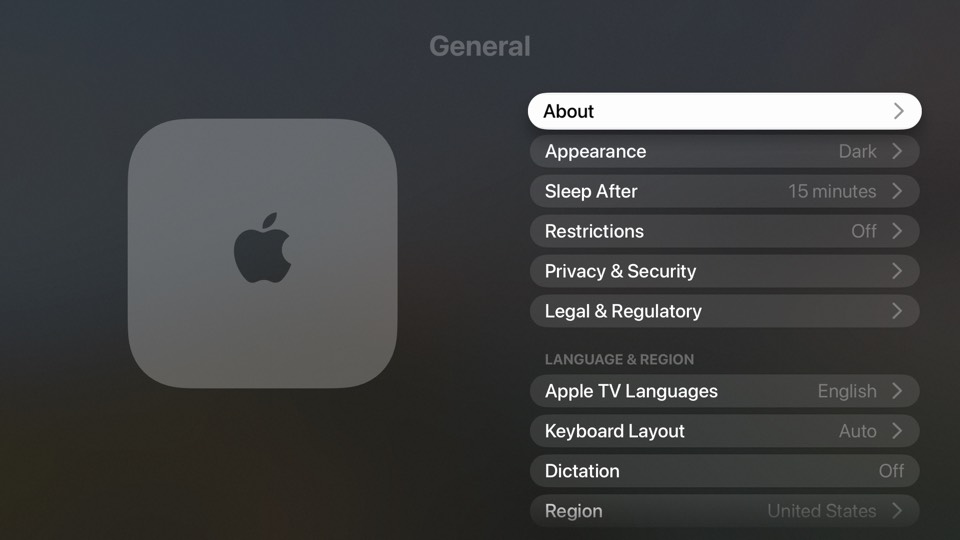 General
About
Appearance Dark
Sleep After 15 minutes
Restrictions Off
Privacy & Security
Legal & Regulatory
LANGUAGE & REGION
Apple TV Languages English
Keyboard Layout Auto
Dictation Off
Region United States